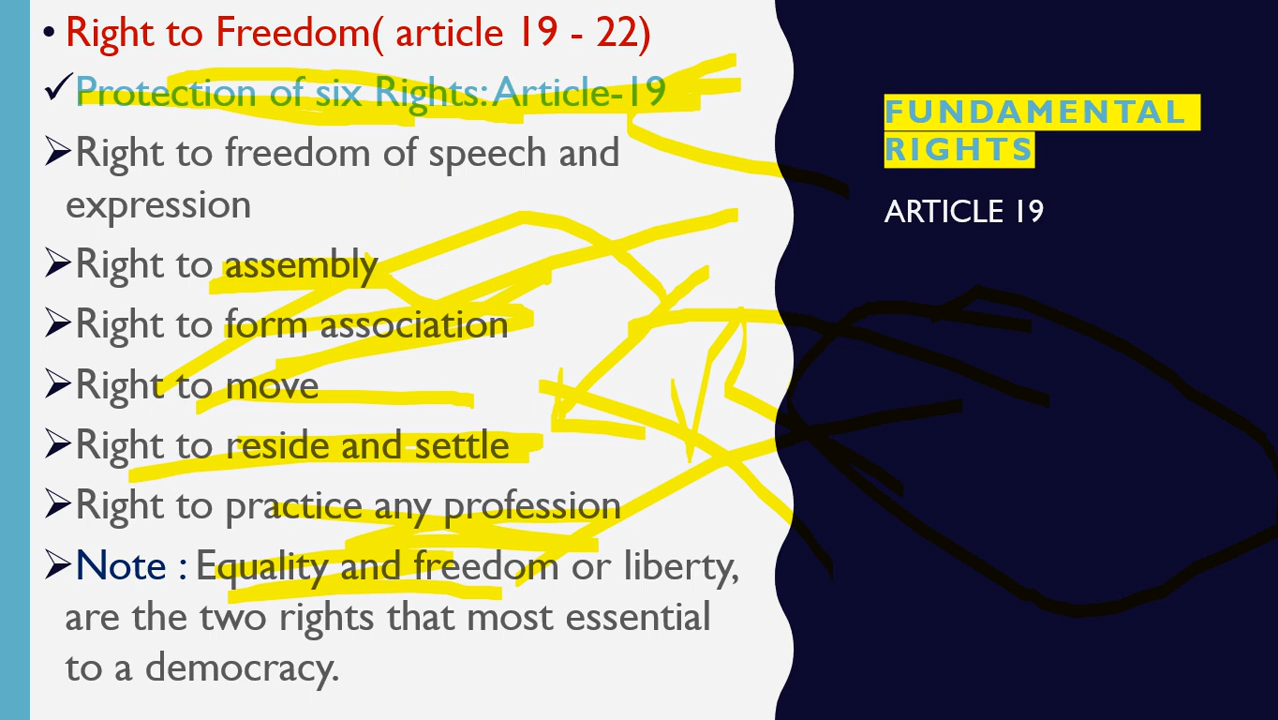 • Right to Freedom( article 19 - 22)
✓Protection of six Rights: Article-19
➢Right to freedom of speech and
expression
➢Right to assembly
➢Right to form association
➢Right to move
➢Right to reside and settle
➢Right to practice any profession
➢Note : Equality and freedom or liberty,
are the two rights that most essential
to a democracy.
FUNDAMENTAL
RIGHTS
ARTICLE 19